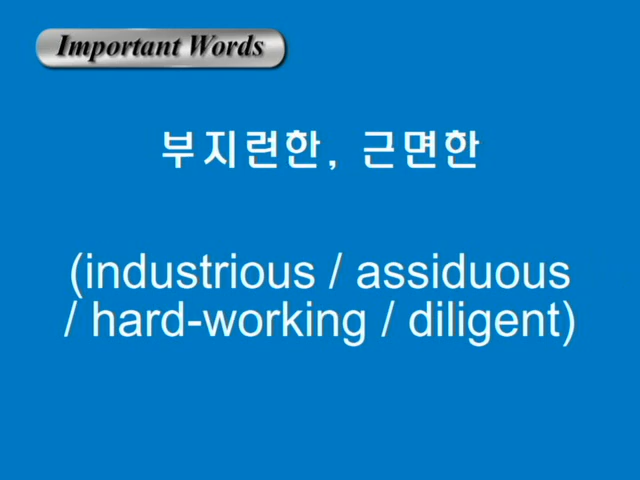 Important Words
부지런한, 근면한
(industrious / assiduous
/ hard-working / diligent)